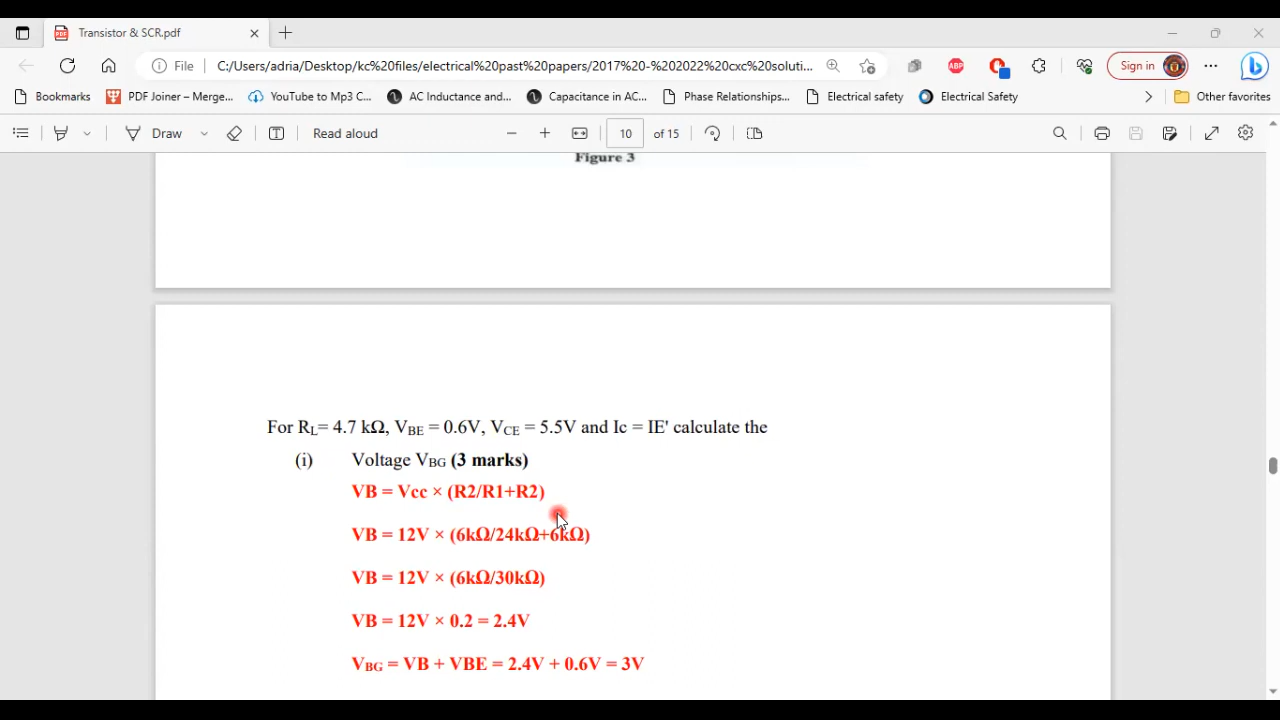 Transistor & SCR.pdf
File
C:/Users/adria/Desktop/kc%20files/electrical%20past%20papers/2017%20-%202022%20cxc%20soluti...
ABP
Sign in
Bookmarks
PDF Joiner – Merge...
YouTube to Mp3 C...
AC Inductance and...
Capacitance in AC...
Phase Relationships...
Electrical safety
Electrical Safety
Other favorites
Draw
Read aloud
10 of 15
Figure 3
For RL= 4.7 kΩ, VBE = 0.6V, VCE = 5.5V and Ic = IE' calculate the
(i) Voltage VBG (3 marks)
VB = Vcc × (R2/R1+R2)
VB = 12V × (6kΩ/24kΩ+6kΩ)
VB = 12V × (6kΩ/30kΩ)
VB = 12V × 0.2 = 2.4V
VBG = VB + VBE = 2.4V + 0.6V = 3V